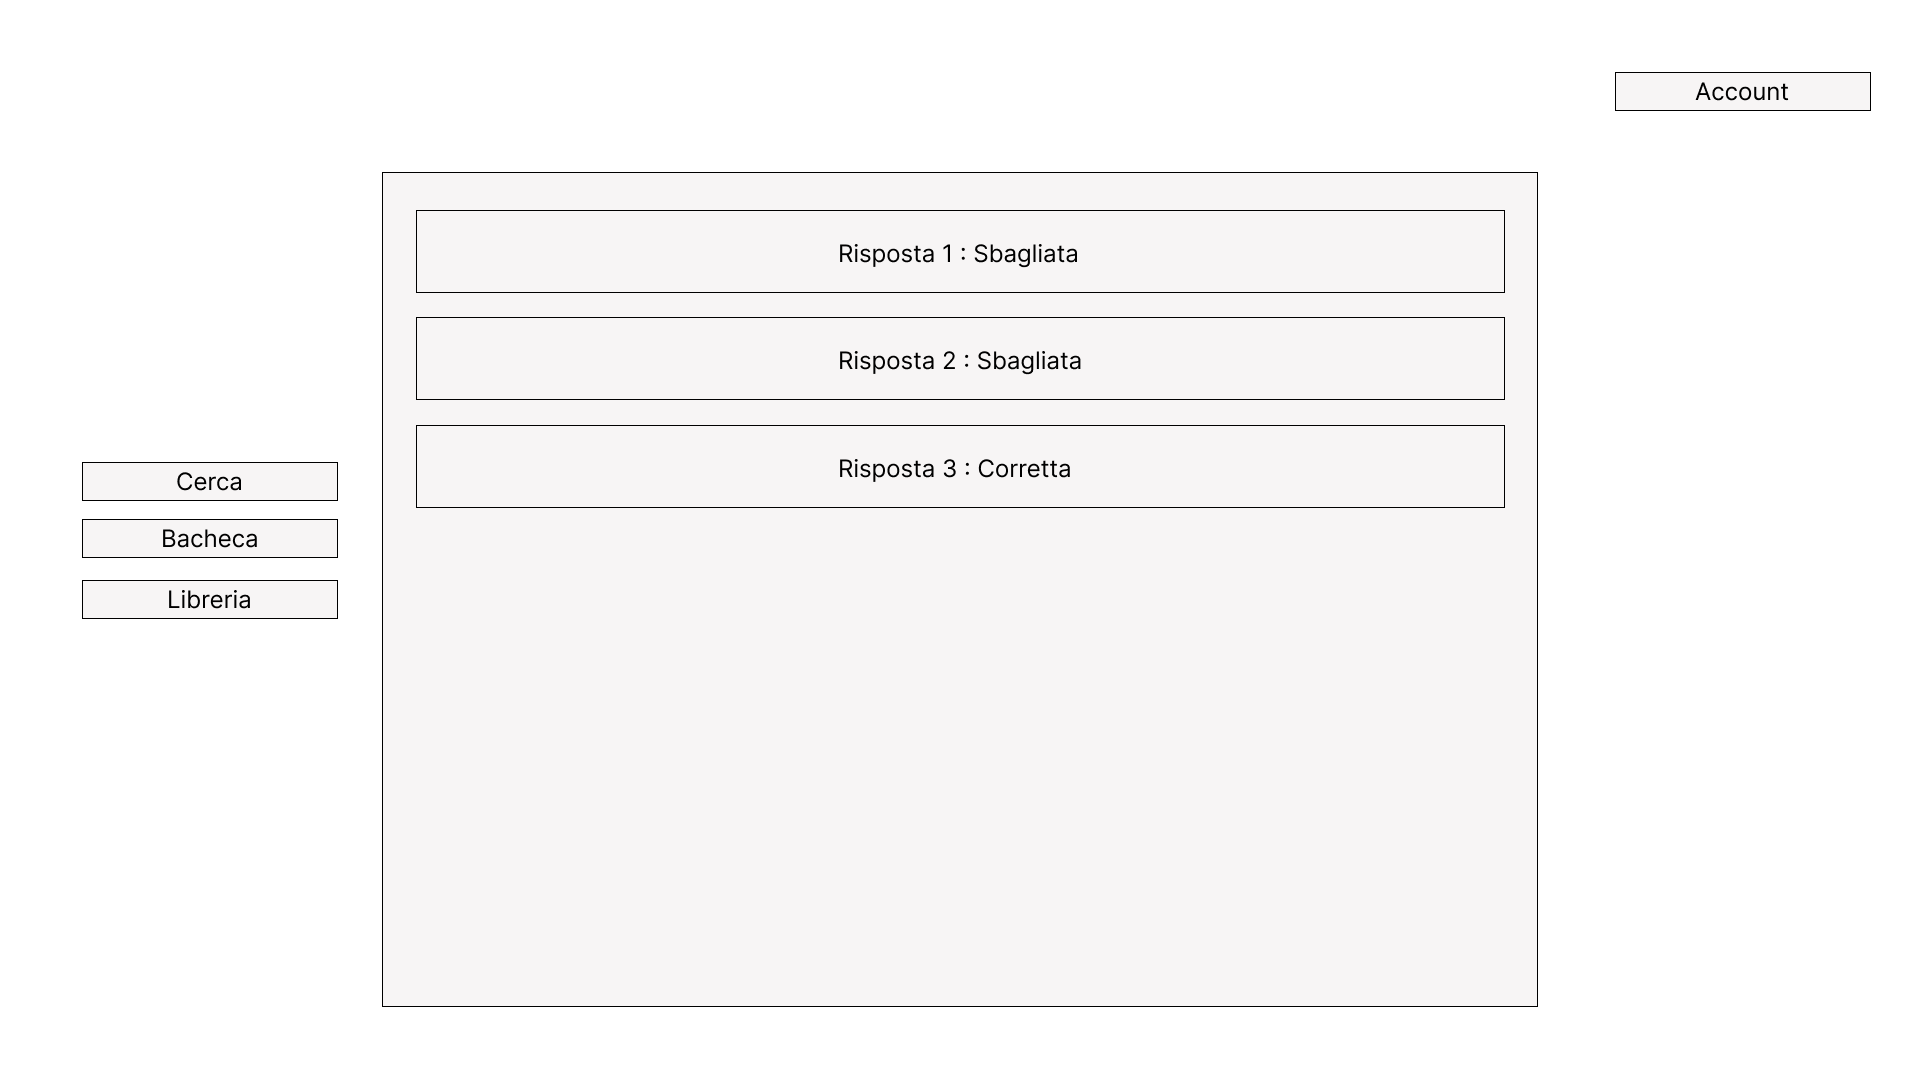 Account
Risposta 1 : Sbagliata
Risposta 2 : Sbagliata
Risposta 3 : Corretta
Cerca
Bacheca
Libreria